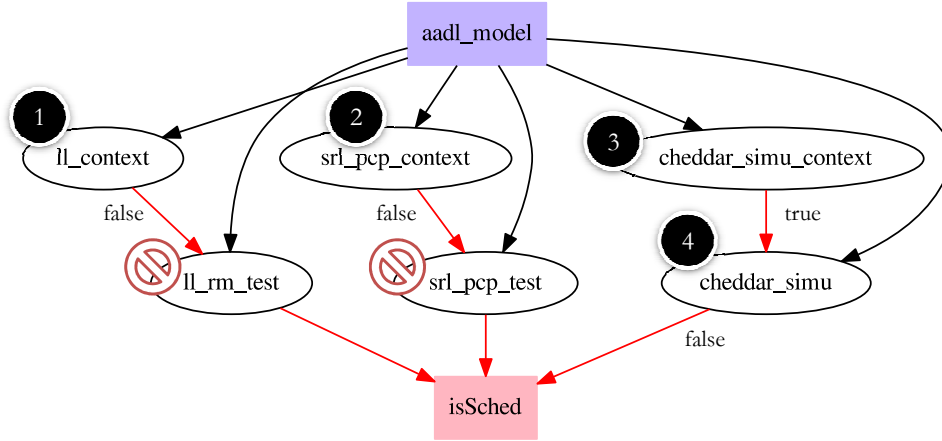 aadl_model
1
2
3
ll_context
srl_pcp_context
cheddar_simu_context
false
false
true
4
ll_rm_test
srl_pcp_test
cheddar_simu
false
isSched